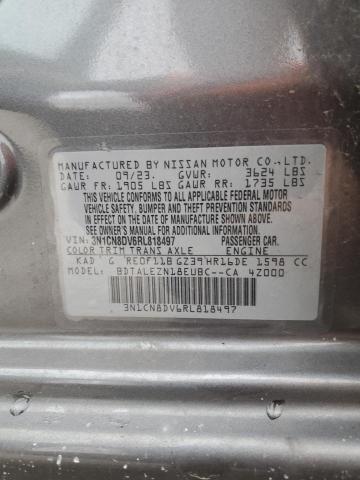 MANUFACTURED BY NISSAN MOTOR CO.,LTD.
DATE: 09/23. GVWR: 3624 LBS
GAWR FR: 1905 LBS GAWR RR: 1735 LBS
THIS VEHICLE CONFORMS
TO ALL APPLICABLE FEDERAL MOTOR
VEHICLE SAFETY, BUMPER AND THEFT
PREVENTION STANDARDS IN EFFECT ON
THE DATE OF MANUFACTURE SHOWN ABOVE.
SEE OWNER'S MANUAL FOR ADDITIONAL INFORMATION.
VIN: 3N1CN8DV6RL818497 PASSENGER CAR.
COLOR TRIM TRANS AXLE ENGINE
KAD G RE0F11B GZ39 HR16DE 1598 CC
MODEL: BDTALEZN18EUBC--CA 4Z000
3N1CN8DV6RL818497